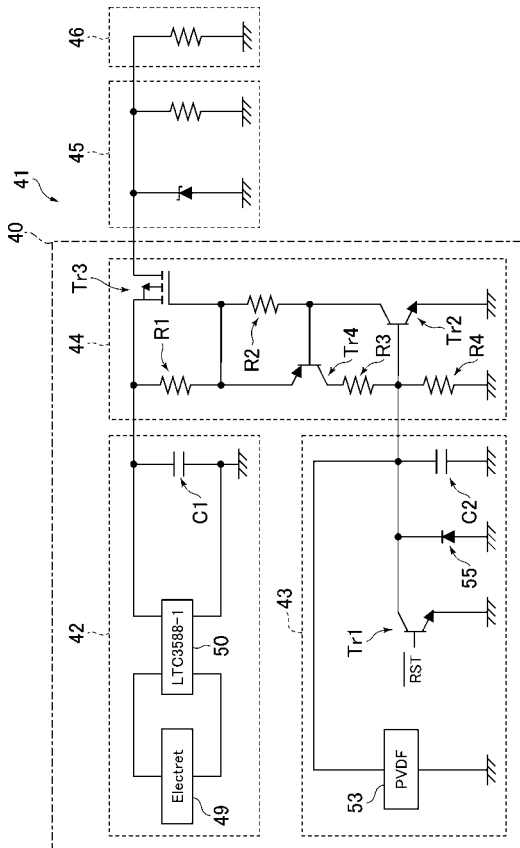 41
40
42
Electret
49
LTC3588-1
50
C1
44
R1
Tr3
R2
Tr4
R3
Tr2
R4
45
46
43
PVDF
53
RST
Tr1
55
C2